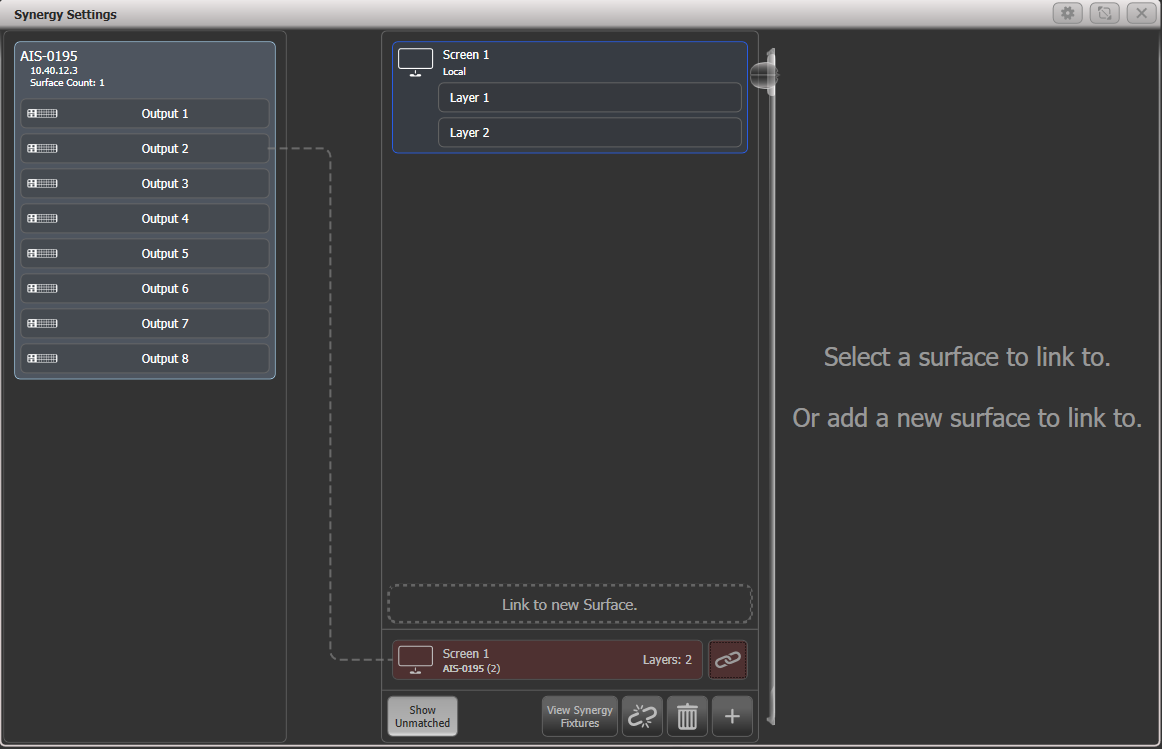 Synergy Settings
AIS-0195
10.40.12.3
Surface Count: 1
Output 1
Output 2
Output 3
Output 4
Output 5
Output 6
Output 7
Output 8
Screen 1
Local
Layer 1
Layer 2
Link to new Surface.
Screen 1
AIS-0195 (2)
Layers: 2
Show
Unmatched
View Synergy
Fixtures
Select a surface to link to.
Or add a new surface to link to.